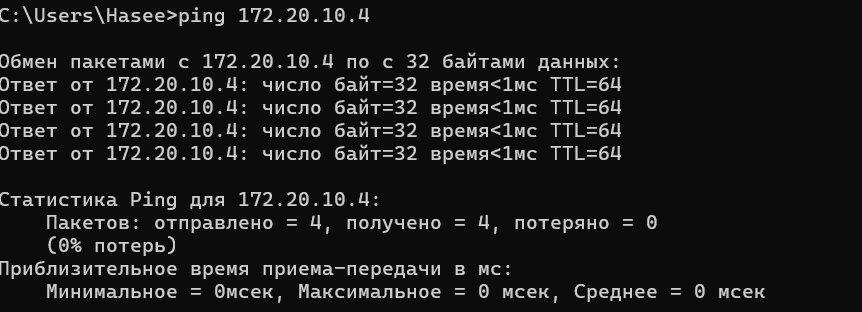 C:\Users\Hasee>ping 172.20.10.4
Обмен пакетами с 172.20.10.4 по с 32 байтами данных:
Ответ от 172.20.10.4: число байт=32 время<1мс TTL=64
Ответ от 172.20.10.4: число байт=32 время<1мс TTL=64
Ответ от 172.20.10.4: число байт=32 время<1мс TTL=64
Ответ от 172.20.10.4: число байт=32 время<1мс TTL=64
Статистика Ping для 172.20.10.4:
Пакетов: отправлено = 4, получено = 4, потеряно = 0
(0% потерь)
Приблизительное время приема-передачи в мс:
Минимальное = 0мсек, Максимальное = 0 мсек, Среднее = 0 мсек